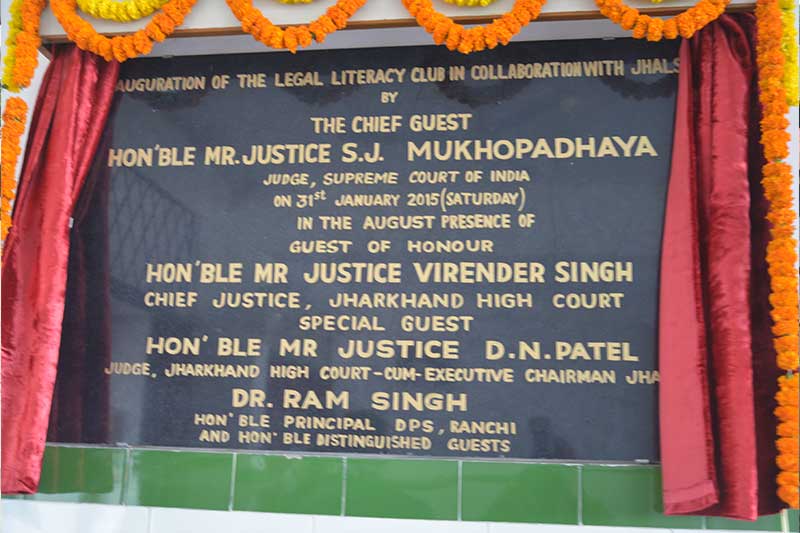 AUGURATION OF THE LEGAL LITERACY CLUB IN COLLABORATION WITH JHALS
BY
THE CHIEF GUEST
HON'BLE MR.JUSTICE S.J. MUKHOPADHAYA
JUDGE, SUPREME COURT OF INDIA
ON 31st JANUARY 2015(SATURDAY)
IN THE AUGUST PRESENCE OF
GUEST OF HONOUR
HON'BLE MR JUSTICE VIRENDER SINGH
CHIEF JUSTICE, JHARKHAND HIGH COURT
SPECIAL GUEST
HON'BLE MR JUSTICE D.N.PATEL
JUDGE, JHARKHAND HIGH COURT-CUM-EXECUTIVE CHAIRMAN JHA
DR. RAM SINGH
HON'BLE PRINCIPAL DPS, RANCHI
AND HON'BLE DISTINGUISHED GUESTS